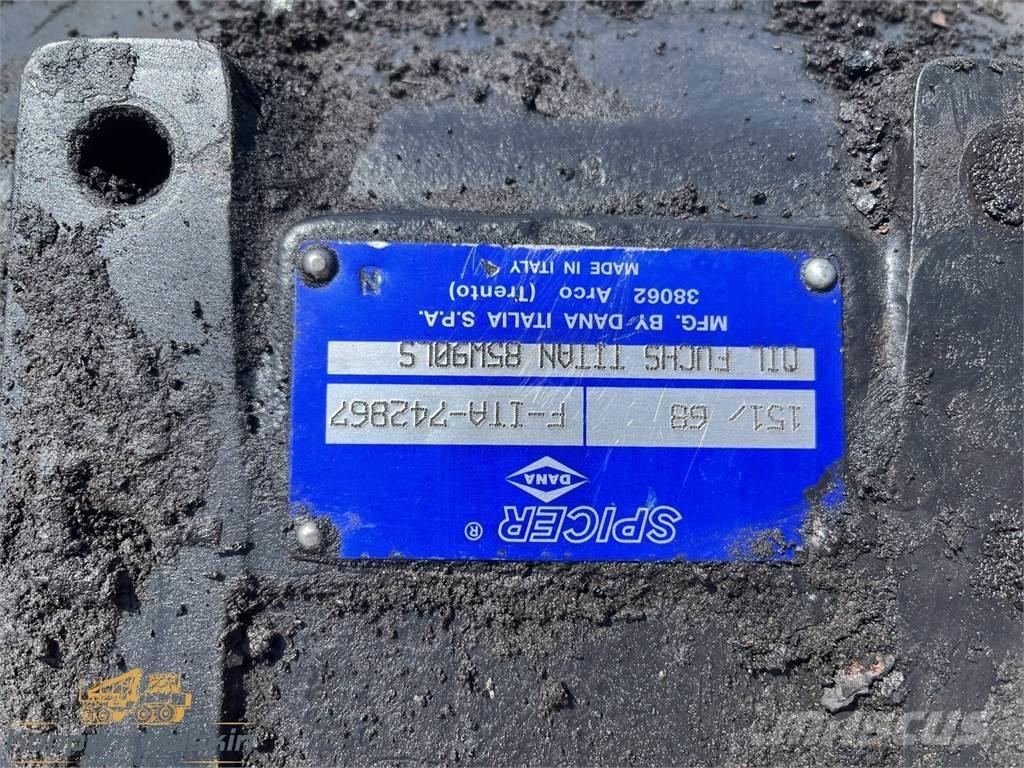 SPICER ®
DANA
151/ 68 F-ITA-742867
OIL FUCHS TITAN 85W90LS
MFG. BY DANA ITALIA S.P.A.
38062 Arco (Trento)
MADE IN ITALY
N
MASCUS